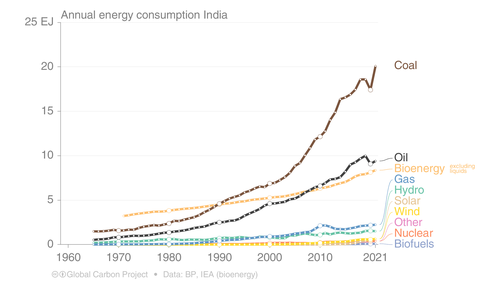 Annual energy consumption India
25 EJ
20
15
10
5
0
1960
1970
1980
1990
2000
2010
2021
Coal
Oil
Bioenergy excluding liquids
Gas
Hydro
Solar
Wind
Other
Nuclear
Biofuels
Global Carbon Project • Data: BP, IEA (bioenergy)